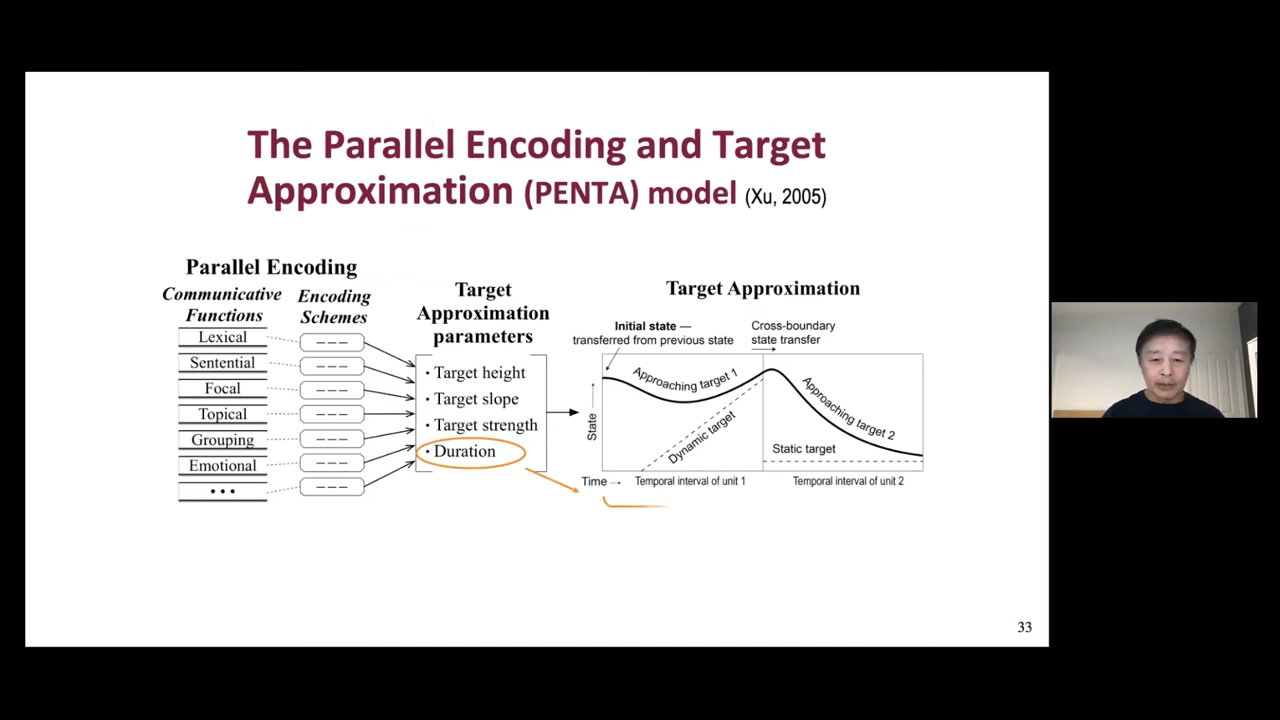 The Parallel Encoding and Target
Approximation (PENTA) model (Xu, 2005)
Parallel Encoding
Communicative
Functions
Encoding
Schemes
Lexical
Sentential
Focal
Topical
Grouping
Emotional
• • •
Target
Approximation
parameters
• Target height
• Target slope
• Target strength
• Duration
Target Approximation
Initial state —
transferred from previous state
Cross-boundary
state transfer
State
Approaching target 1
Dynamic target
Approaching target 2
Static target
Time
Temporal interval of unit 1
Temporal interval of unit 2
33